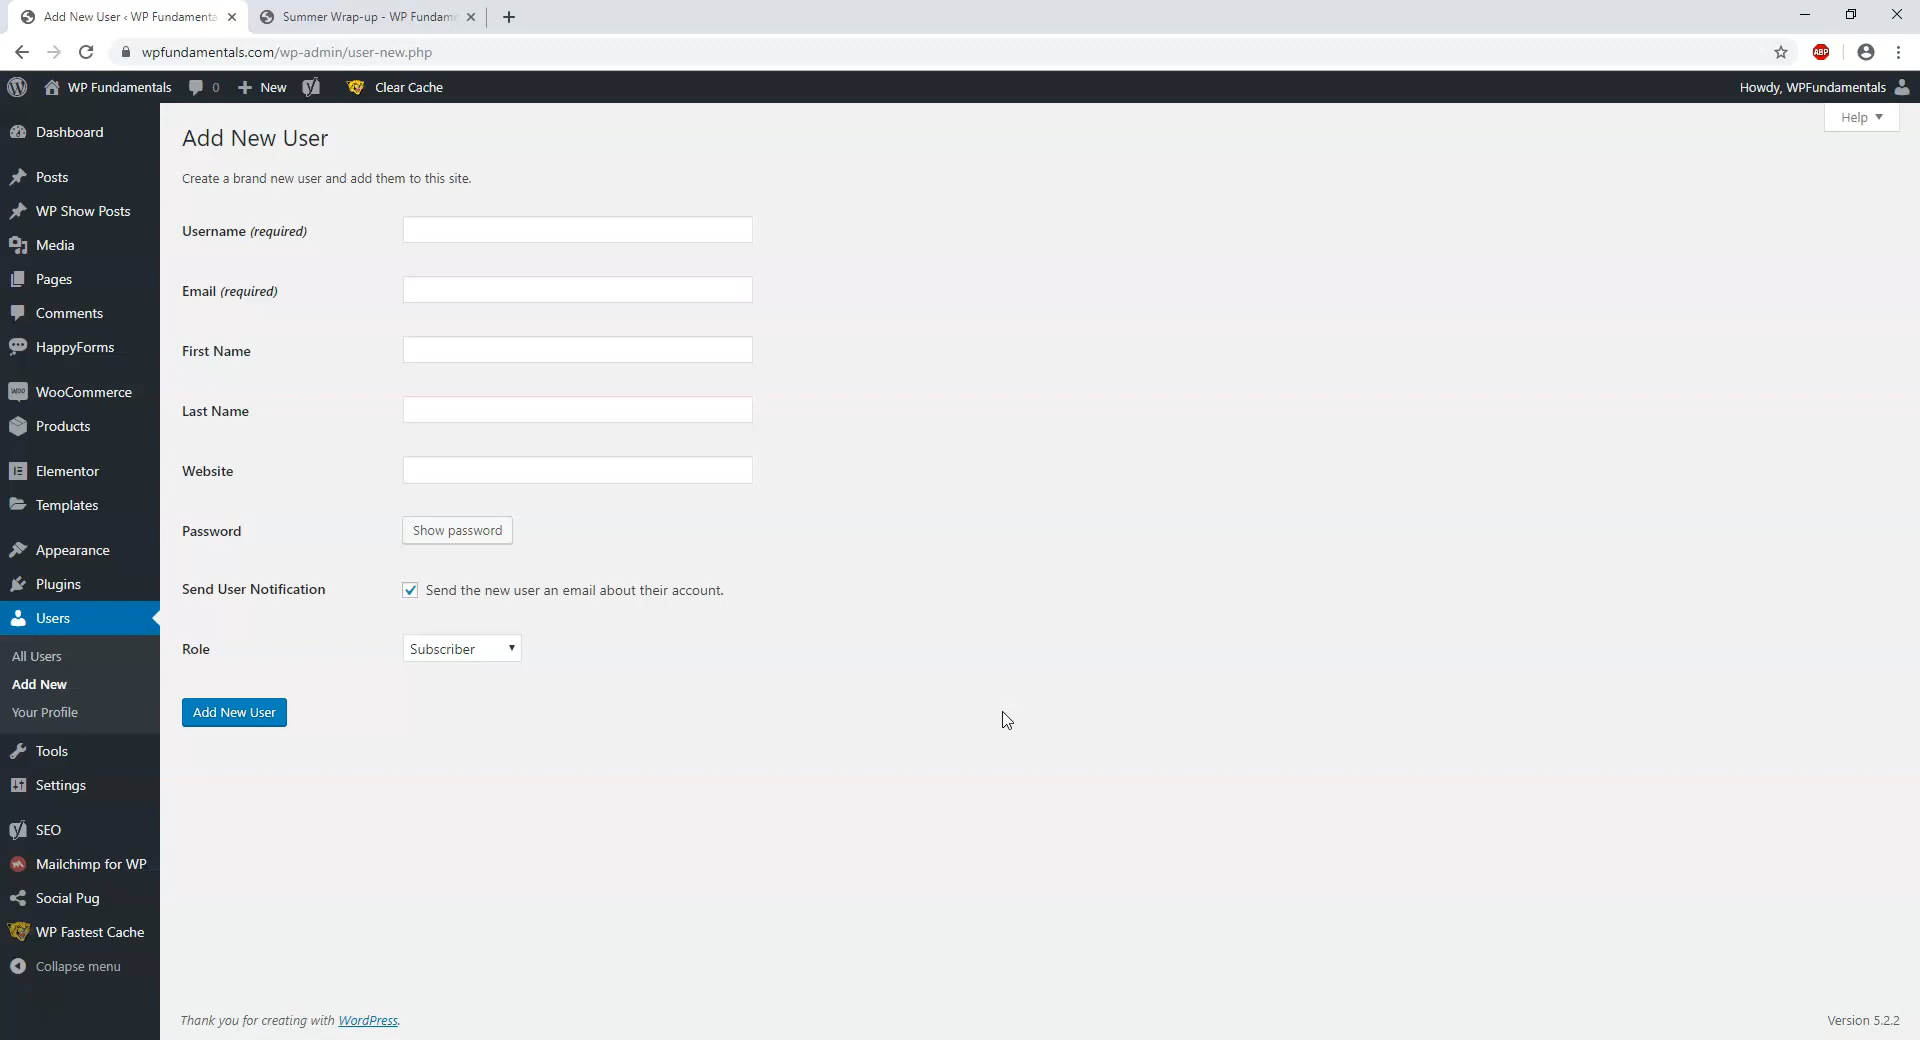 Add New User ‹ WP Fundamenta
Summer Wrap-up - WP Fundame
wpfundamentals.com/wp-admin/user-new.php
ABP
WP Fundamentals
0
New
Clear Cache
Howdy, WPFundamentals
Help
Dashboard
Posts
WP Show Posts
Media
Pages
Comments
HappyForms
WooCommerce
Products
Elementor
Templates
Appearance
Plugins
Users
All Users
Add New
Your Profile
Tools
Settings
SEO
Mailchimp for WP
Social Pug
WP Fastest Cache
Collapse menu
Add New User
Create a brand new user and add them to this site.
Username (required)
Email (required)
First Name
Last Name
Website
Password
Show password
Send User Notification
Send the new user an email about their account.
Role
Subscriber
Add New User
Thank you for creating with WordPress.
Version 5.2.2